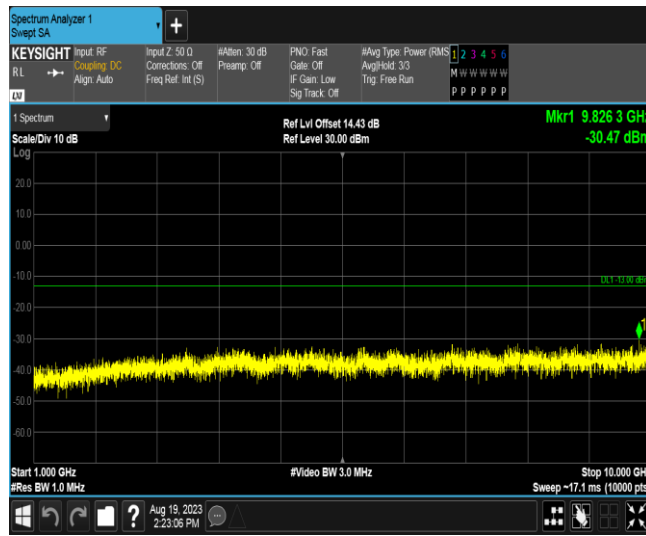 Spectrum Analyzer 1
Swept SA
KEYSIGHT
RL
LXI
Input: RF
Coupling: DC
Align: Auto
Input Z: 50 Ω
Corrections: Off
Freq Ref: Int (S)
#Atten: 30 dB
Preamp: Off
PNO: Fast
Gate: Off
IF Gain: Low
Sig Track: Off
#Avg Type: Power (RMS
Avg|Hold: 3/3
Trig: Free Run
1 2 3 4 5 6
M W W W W W
P P P P P P
1 Spectrum
Scale/Div 10 dB
Ref Lvl Offset 14.43 dB
Ref Level 30.00 dBm
Mkr1 9.826 3 GHz
-30.47 dBm
Log
20.0
10.0
0.00
-10.0
DL1 -13.00 dBm
-20.0
-30.0
1
-40.0
-50.0
-60.0
Start 1.000 GHz
#Video BW 3.0 MHz
Stop 10.000 GH
#Res BW 1.0 MHz
Sweep ~17.1 ms (10000 pts
?
Aug 19, 2023
2:23:06 PM